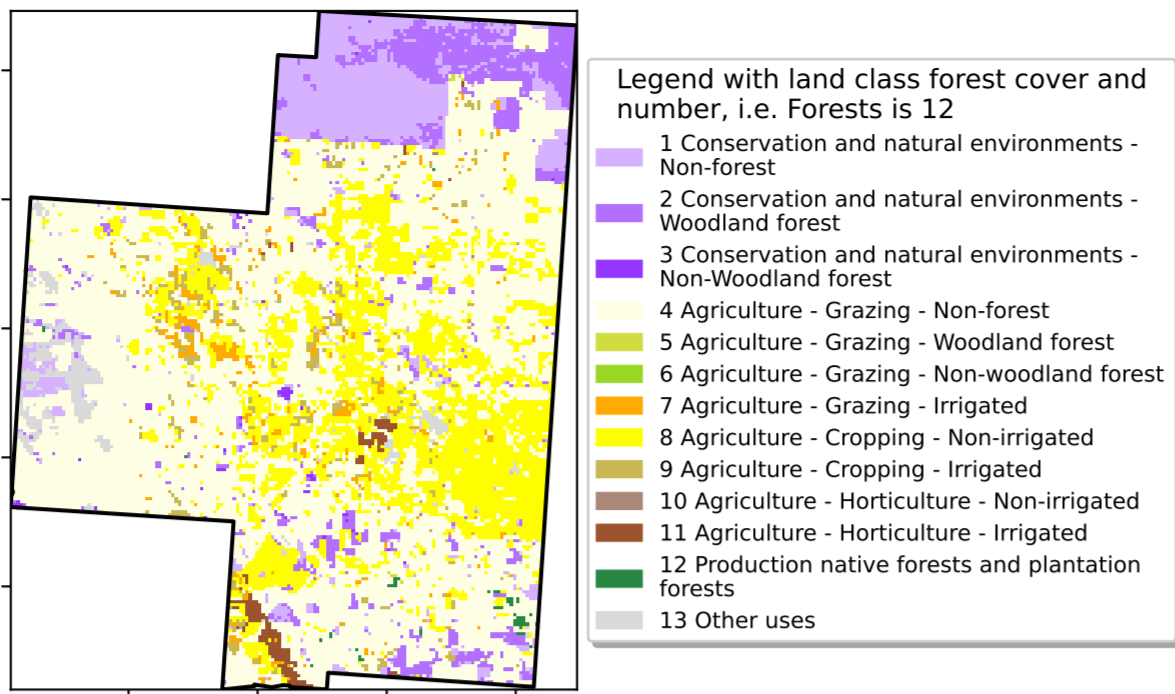 Legend with land class forest cover and
number, i.e. Forests is 12
1 Conservation and natural environments -
Non-forest
2 Conservation and natural environments -
Woodland forest
3 Conservation and natural environments -
Non-Woodland forest
4 Agriculture - Grazing - Non-forest
5 Agriculture - Grazing - Woodland forest
6 Agriculture - Grazing - Non-woodland forest
7 Agriculture - Grazing - Irrigated
8 Agriculture - Cropping - Non-irrigated
9 Agriculture - Cropping - Irrigated
10 Agriculture - Horticulture - Non-irrigated
11 Agriculture - Horticulture - Irrigated
12 Production native forests and plantation
forests
13 Other uses